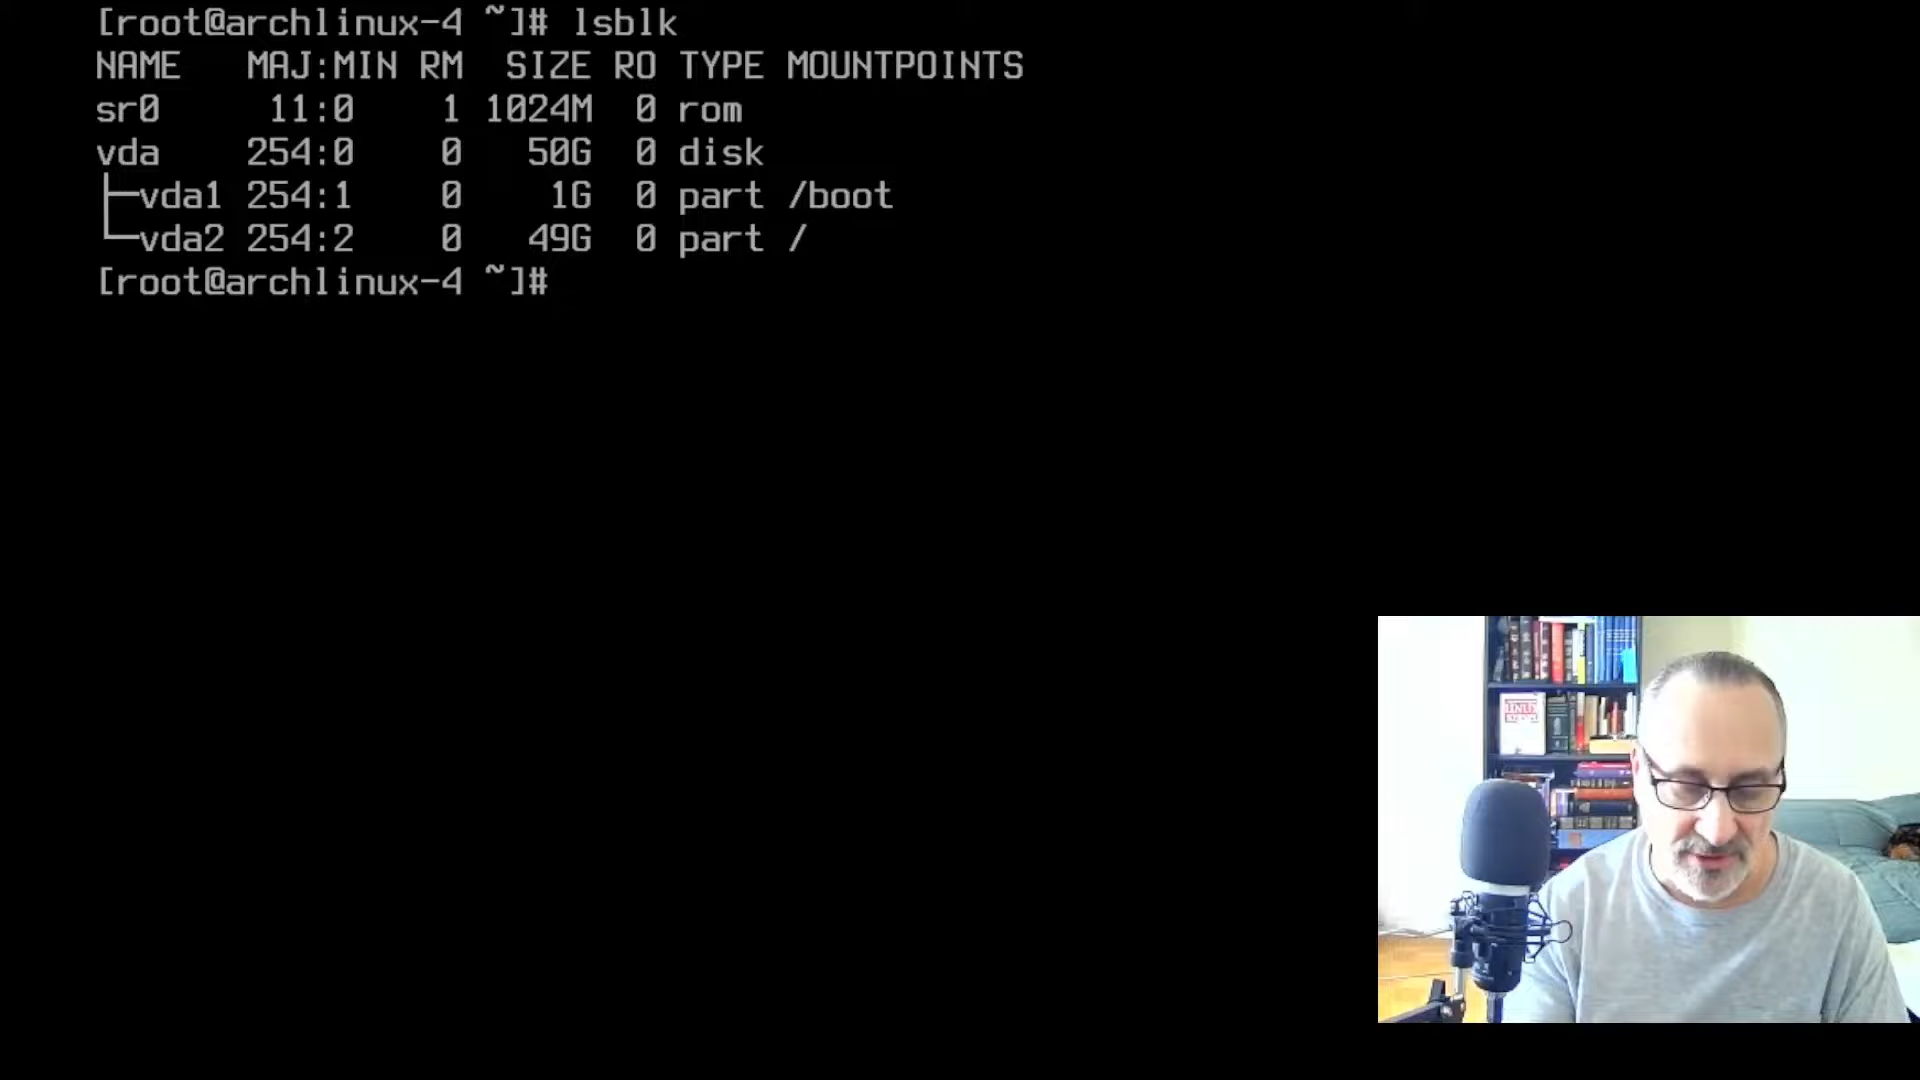 [root@archlinux-4 ~]# lsblk
NAME   MAJ:MIN RM  SIZE RO TYPE MOUNTPOINTS
sr0     11:0    1 1024M  0 rom
vda    254:0    0   50G  0 disk
├─vda1 254:1    0    1G  0 part /boot
└─vda2 254:2    0   49G  0 part /
[root@archlinux-4 ~]#
LINUX